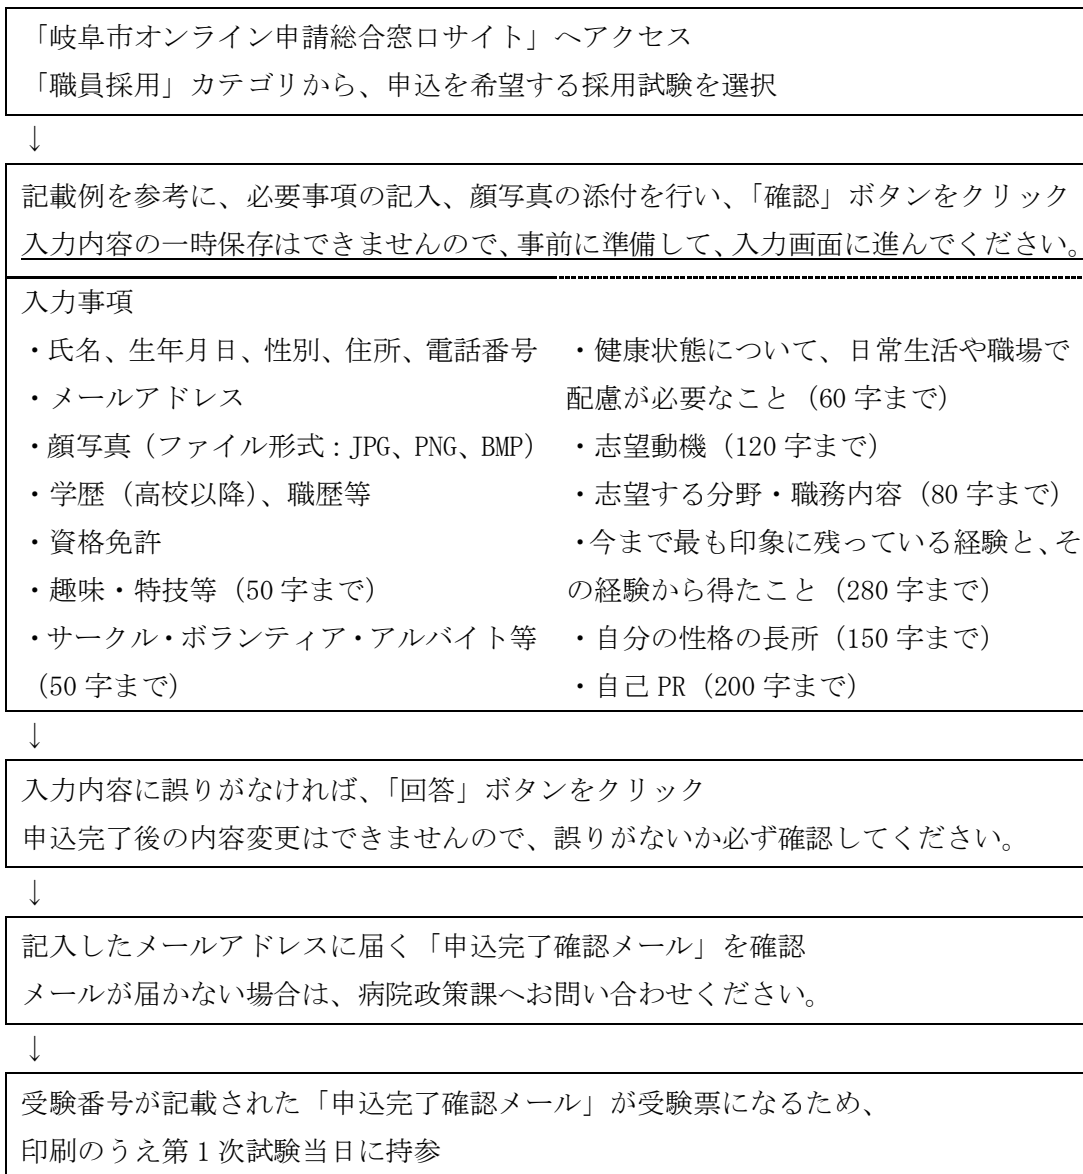 「岐阜市オンライン申請総合窓口サイト」へアクセス
「職員採用」カテゴリから、申込を希望する採用試験を選択
↓
記載例を参考に、必要事項の記入、顔写真の添付を行い、「確認」ボタンをクリック
入力内容の一時保存はできませんので、事前に準備して、入力画面に進んでください。
入力事項
・氏名、生年月日、性別、住所、電話番号
・メールアドレス
・顔写真（ファイル形式：JPG、PNG、BMP）
・学歴（高校以降）、職歴等
・資格免許
・趣味・特技等（50 字まで）
・サークル・ボランティア・アルバイト等
（50 字まで）
・健康状態について、日常生活や職場で
配慮が必要なこと（60 字まで）
・志望動機（120 字まで）
・志望する分野・職務内容（80 字まで）
・今まで最も印象に残っている経験と、そ
の経験から得たこと（280 字まで）
・自分の性格の長所（150 字まで）
・自己 PR（200 字まで）
↓
入力内容に誤りがなければ、「回答」ボタンをクリック
申込完了後の内容変更はできませんので、誤りがないか必ず確認してください。
↓
記入したメールアドレスに届く「申込完了確認メール」を確認
メールが届かない場合は、病院政策課へお問い合わせください。
↓
受験番号が記載された「申込完了確認メール」が受験票になるため、
印刷のうえ第 1 次試験当日に持参